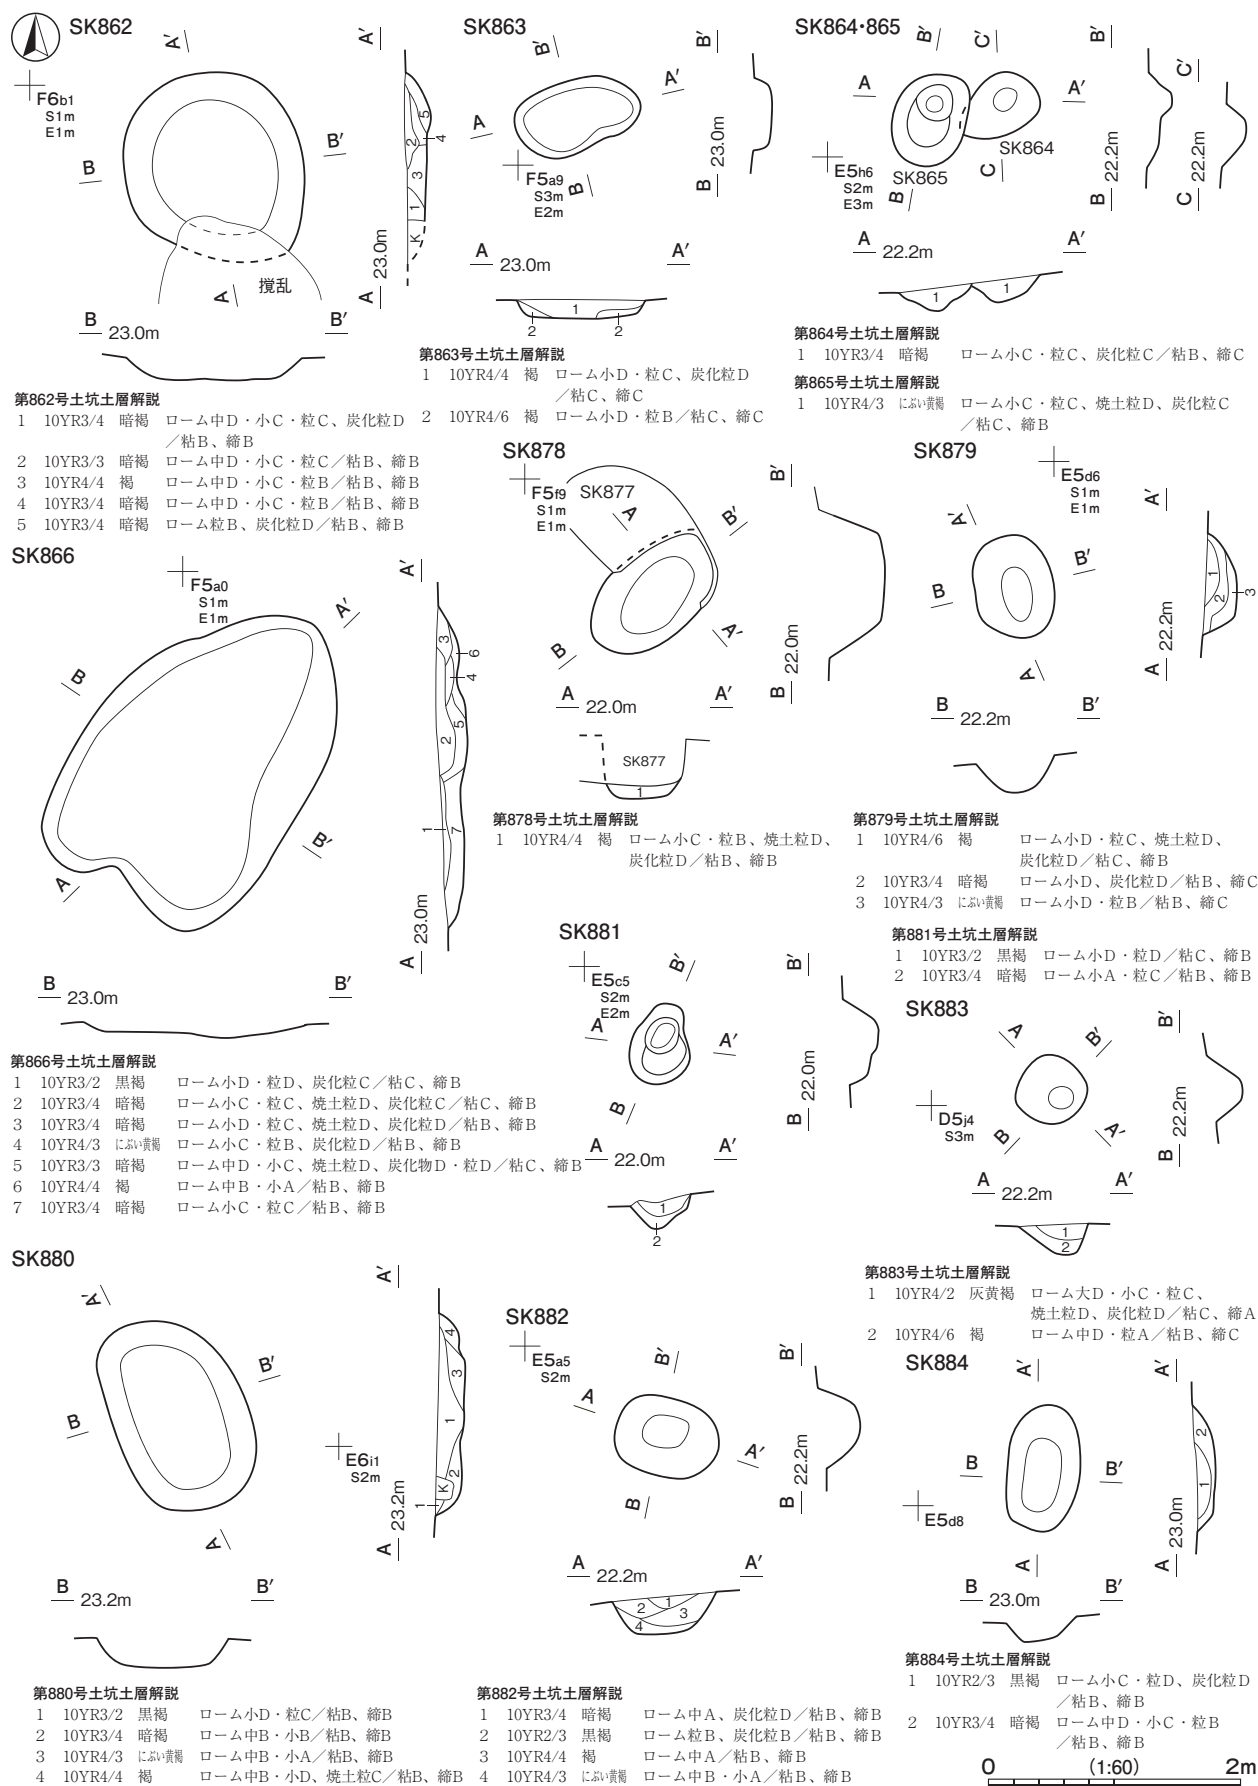 SK862
A′
F6b1
S1m
E1m
B
B′
A
撹乱
B 23.0m B′
A′
5
2
4
3
1
K
A 23.0m
第862号土坑土層解説
1 10YR3/4 暗褐 ローム中D・小C・粒C、炭化粒D
／粘B、締B
2 10YR3/3 暗褐 ローム中D・小C・粒C／粘B、締B
3 10YR4/4 褐 ローム中D・小C・粒B／粘B、締B
4 10YR3/4 暗褐 ローム中D・小C・粒B／粘B、締B
5 10YR3/4 暗褐 ローム粒B、炭化粒D／粘B、締B
SK863
B′
A′
A
F5a9
S3m
E2m
B
B′
B 23.0m
A 23.0m A′
1
2 2
第863号土坑土層解説
1 10YR4/4 褐 ローム小D・粒C、炭化粒D
／粘C、締C
2 10YR4/6 褐 ローム小D・粒B／粘C、締C
SK864・865
B′ C′
A A′
SK864
SK865
E5h6
S2m
E3m
B
C
B′
B 22.2m
C′
C 22.2m
A 22.2m A′
1 1
第864号土坑土層解説
1 10YR3/4 暗褐 ローム小C・粒C、炭化粒C／粘B、締C
第865号土坑土層解説
1 10YR4/3 にぶい黄褐 ローム小C・粒C、焼土粒D、炭化粒C
／粘C、締B
SK866
F5a0
S1m
E1m
A′
B
B′
A
A′
3
6
4
5
2
1
7
A 23.0m
B 23.0m B′
第866号土坑土層解説
1 10YR3/2 黒褐 ローム小D・粒D、炭化粒C／粘C、締B
2 10YR3/4 暗褐 ローム小C・粒C、焼土粒D、炭化粒C／粘C、締B
3 10YR3/4 暗褐 ローム小D・粒C、焼土粒D、炭化粒D／粘B、締B
4 10YR4/3 にぶい黄褐 ローム小C・粒B、炭化粒D／粘B、締B
5 10YR3/3 暗褐 ローム中D・小C、焼土粒D、炭化物D・粒D／粘C、締B
6 10YR4/4 褐 ローム中B・小A／粘B、締B
7 10YR3/4 暗褐 ローム小C・粒C／粘B、締B
SK878
F5f9
S1m
E1m
SK877
A
B′
B
A′
B′
B 22.0m
A 22.0m A′
SK877
1
第878号土坑土層解説
1 10YR4/4 褐 ローム小C・粒B、焼土粒D、
炭化粒D／粘B、締B
SK879
E5d6
S1m
E1m
A′
B′
B
A
A′
1
2
3
A 22.2m
B 22.2m B′
第879号土坑土層解説
1 10YR4/6 褐 ローム小D・粒C、焼土粒D、
炭化粒D／粘C、締B
2 10YR3/4 暗褐 ローム小D、炭化粒D／粘B、締C
3 10YR4/3 にぶい黄褐 ローム小D・粒B／粘B、締C
SK881
E5c5
S2m
E2m
B′
A
A′
B
B′
B 22.0m
A 22.0m A′
1
2
第881号土坑土層解説
1 10YR3/2 黒褐 ローム小D・粒D／粘C、締B
2 10YR3/4 暗褐 ローム小A・粒C／粘B、締B
SK883
A
B′
D5j4
S3m
B
A′
B′
B 22.2m
A 22.2m A′
1
2
第883号土坑土層解説
1 10YR4/2 灰黄褐 ローム大D・小C・粒C、
焼土粒D、炭化粒D／粘C、締A
2 10YR4/6 褐 ローム中D・粒A／粘B、締C
SK880
A′
B′
B
E6i1
S2m
A
A′
4
3
1
2
K
1
A 23.2m
B 23.2m B′
第880号土坑土層解説
1 10YR3/2 黒褐 ローム小D・粒C／粘B、締B
2 10YR3/4 暗褐 ローム中B・小B／粘B、締B
3 10YR4/3 にぶい黄褐 ローム中B・小A／粘B、締B
4 10YR4/4 褐 ローム中B・小D、焼土粒C／粘B、締B
SK882
E5a5
S2m
B′
A
A′
B
B′
B 22.2m
A 22.2m A′
1
2
3
4
第882号土坑土層解説
1 10YR3/4 暗褐 ローム中A、炭化粒D／粘B、締B
2 10YR2/3 黒褐 ローム粒B、炭化粒B／粘B、締B
3 10YR4/4 褐 ローム中A／粘B、締B
4 10YR4/3 にぶい黄褐 ローム中B・小A／粘B、締B
SK884
A′
B
B′
E5d8
A
A′
2
1
A 23.0m
B 23.0m B′
第884号土坑土層解説
1 10YR2/3 黒褐 ローム小C・粒D、炭化粒D
／粘B、締B
2 10YR3/4 暗褐 ローム中D・小C・粒B
／粘B、締B
0 (1:60) 2m